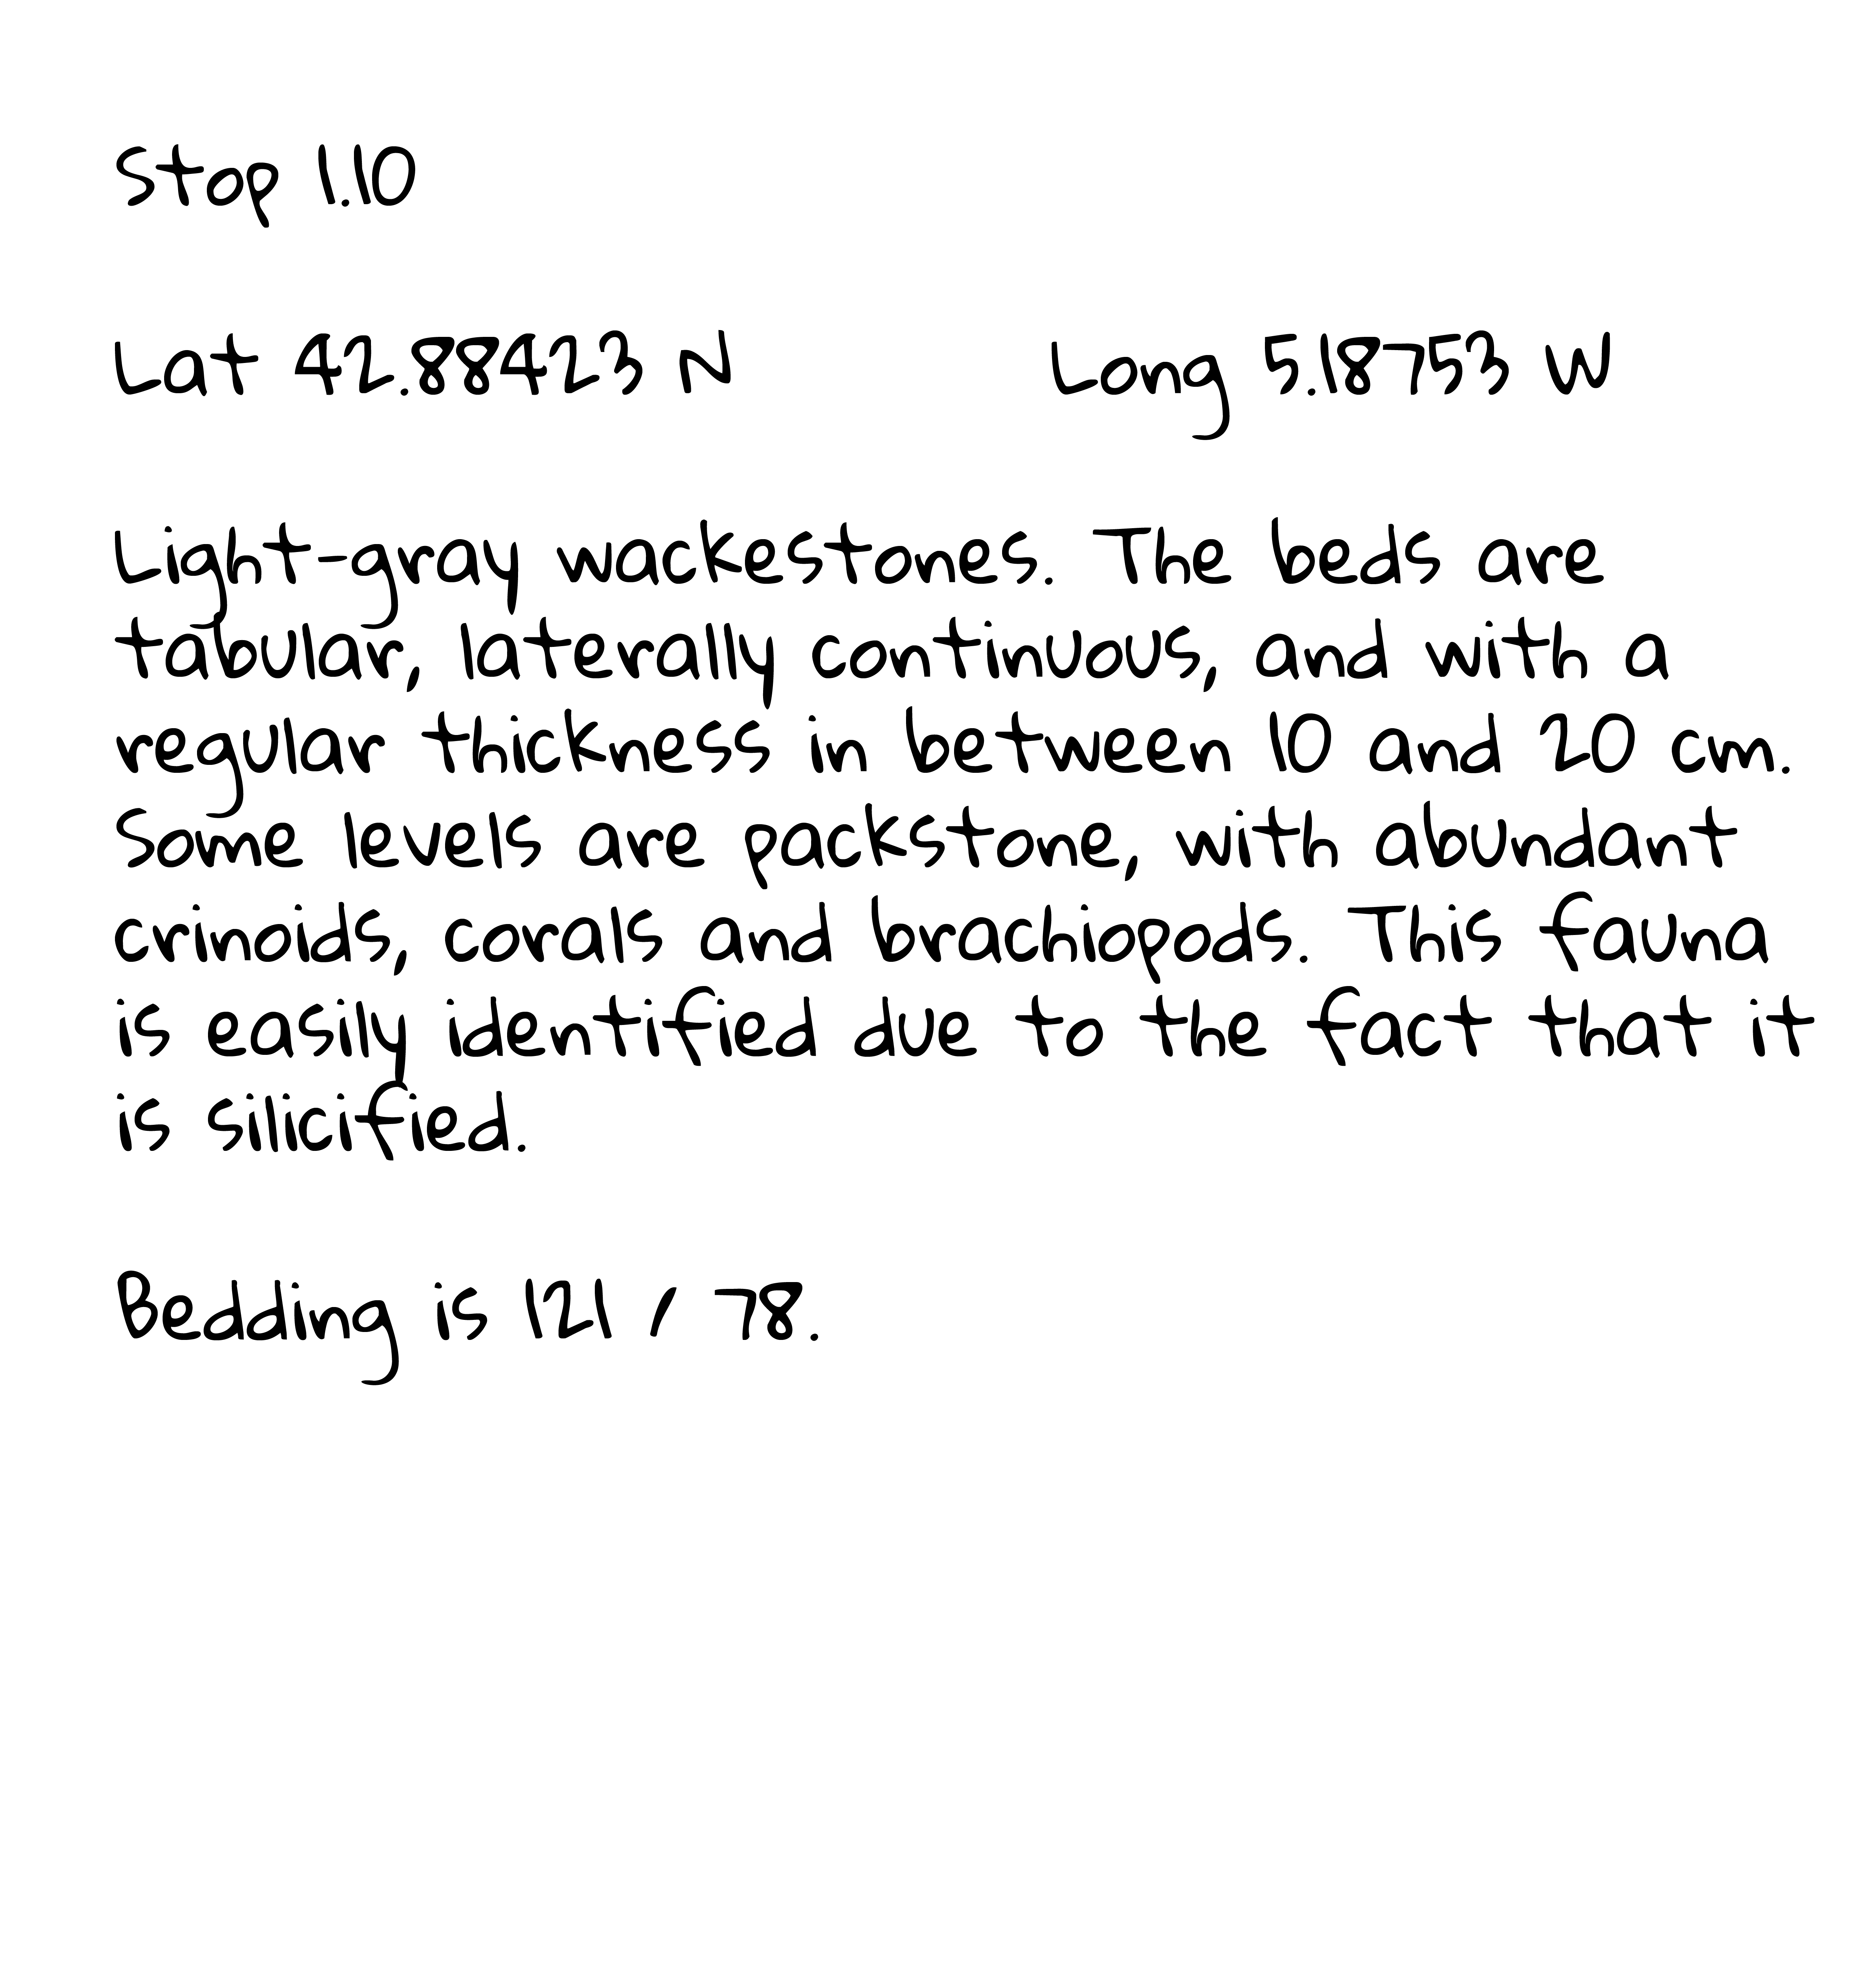 Stop 1.10
Lat 42.884223 N Long 5.187553 W
Light-gray wackestones. The beds are
tabular, laterally continuous, and with a
regular thickness in between 10 and 20 cm.
Some levels are packstone, with abundant
crinoids, corals and brachiopods. This fauna
is easily identified due to the fact that it
is silicified.
Bedding is 121 / 78.